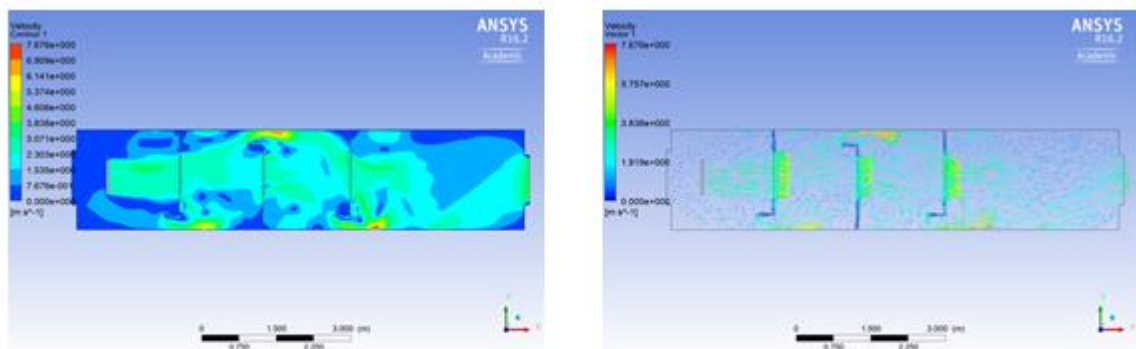 Velocity
Contour 1
7.676e+000
6.909e+000
6.141e+000
5.374e+000
4.606e+000
3.838e+000
3.071e+000
2.303e+000
1.535e+000
7.676e-001
0.000e+000
[m s^-1]
ANSYS
R16.2
Academic
0
1.500
3.000 (m)
0.750
2.250
Velocity
Vector 1
7.676e+000
5.757e+000
3.838e+000
1.919e+000
0.000e+000
[m s^-1]
ANSYS
R16.2
Academic
0
1.500
3.000 (m)
0.750
2.250